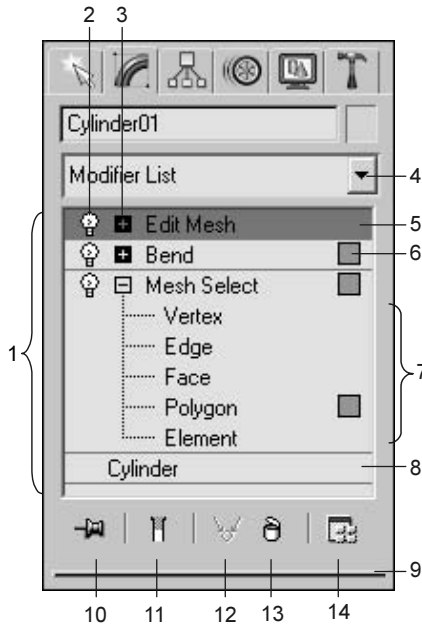 2 3
Cylinder01
Modifier List
4
Edit Mesh
5
Bend
6
Mesh Select
Vertex
Edge
1
Face
7
Polygon
Element
Cylinder
8
9
10 11 12 13 14